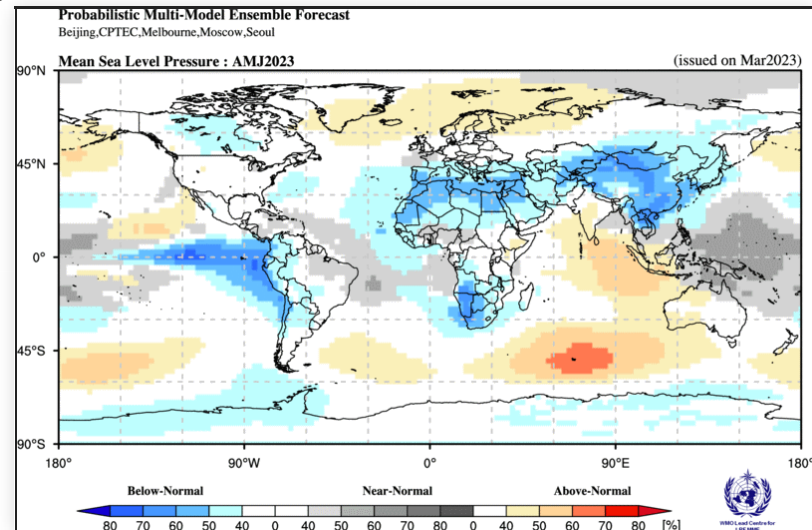 Probabilistic Multi-Model Ensemble Forecast
Beijing,CPTEC,Melbourne,Moscow,Seoul
Mean Sea Level Pressure : AMJ2023 (issued on Mar2023)
90°N
45°N
0°
45°S
90°S
180° 90°W 0° 90°E 180°
Below-Normal Near-Normal Above-Normal
80 70 60 50 40 0 40 50 60 70 80 0 40 50 60 70 80 [%]
WMO Lead Centre for
LRFMME